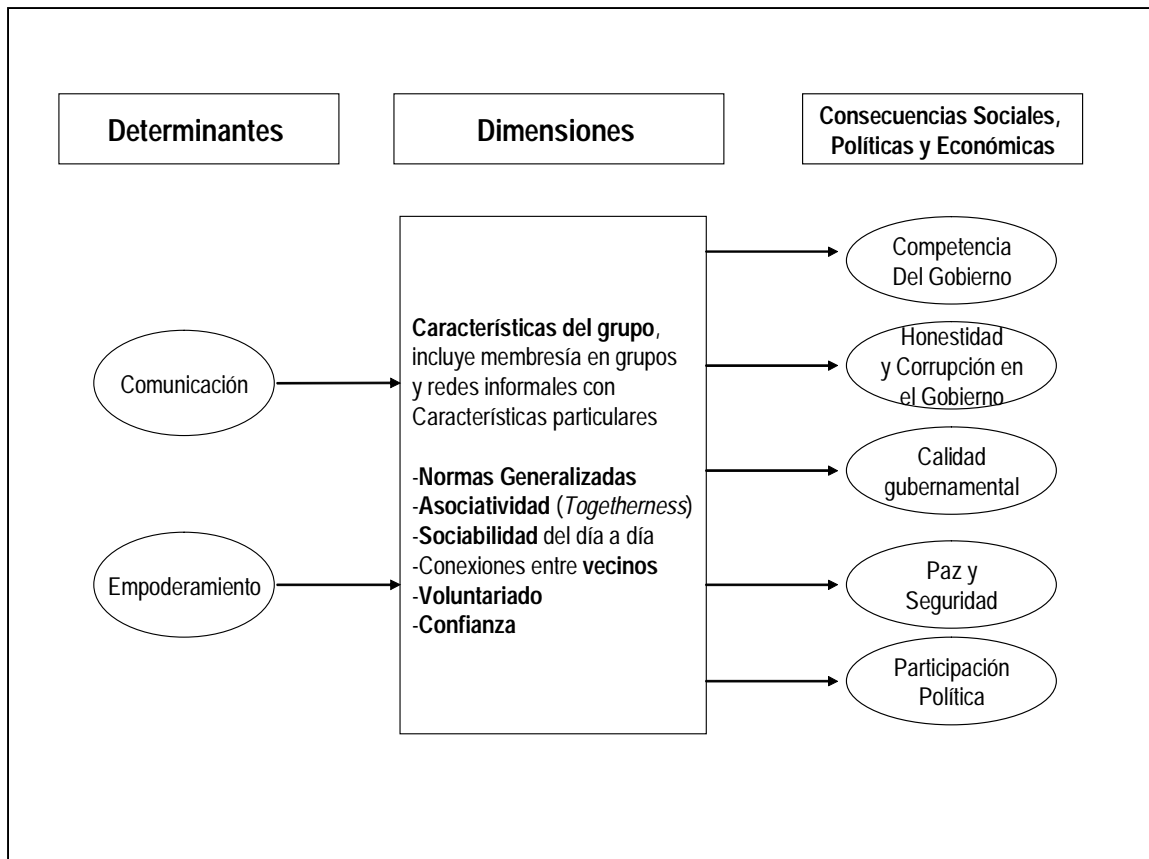 Determinantes
Dimensiones
Consecuencias Sociales,
Políticas y Económicas
Comunicación
Empoderamiento
Características del grupo,
incluye membresía en grupos
y redes informales con
Características particulares
-Normas Generalizadas
-Asociatividad (Togetherness)
-Sociabilidad del día a día
-Conexiones entre vecinos
-Voluntariado
-Confianza
Competencia
Del Gobierno
Honestidad
y Corrupción en
el Gobierno
Calidad
gubernamental
Paz y
Seguridad
Participación
Política